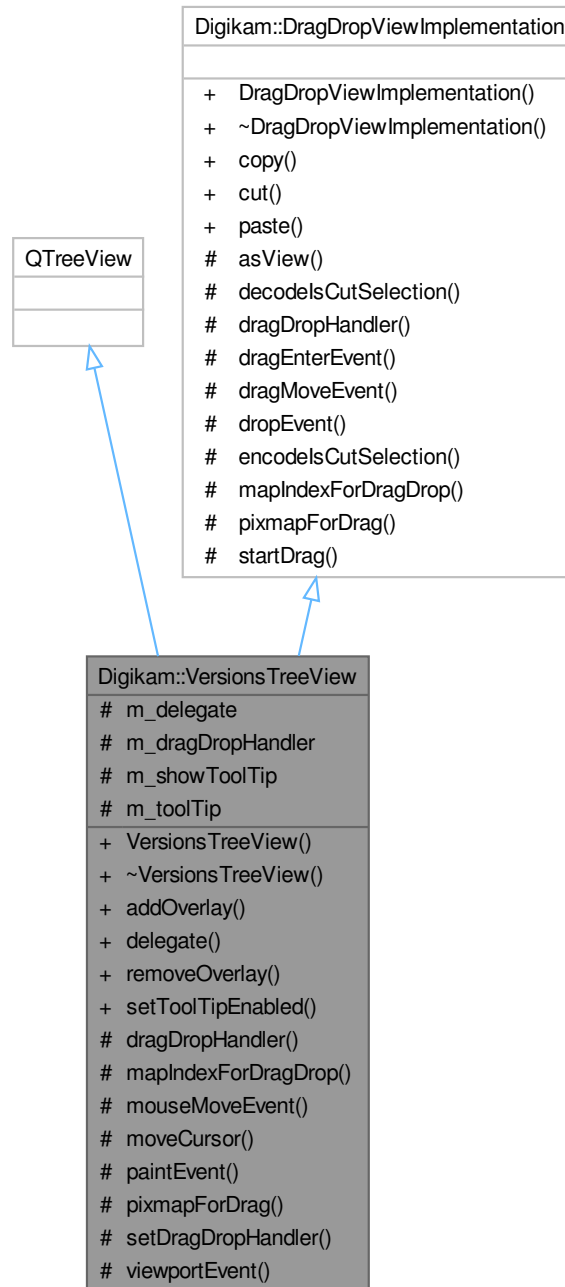 Digikam::DragDropViewImplementation
+ DragDropViewImplementation()
+ ~DragDropViewImplementation()
+ copy()
+ cut()
+ paste()
# asView()
# decodeIsCutSelection()
# dragDropHandler()
# dragEnterEvent()
# dragMoveEvent()
# dropEvent()
# encodeIsCutSelection()
# mapIndexForDragDrop()
# pixmapForDrag()
# startDrag()
QTreeView
Digikam::VersionsTreeView
# m_delegate
# m_dragDropHandler
# m_showToolTip
# m_toolTip
+ VersionsTreeView()
+ ~VersionsTreeView()
+ addOverlay()
+ delegate()
+ removeOverlay()
+ setToolTipEnabled()
# dragDropHandler()
# mapIndexForDragDrop()
# mouseMoveEvent()
# moveCursor()
# paintEvent()
# pixmapForDrag()
# setDragDropHandler()
# viewportEvent()